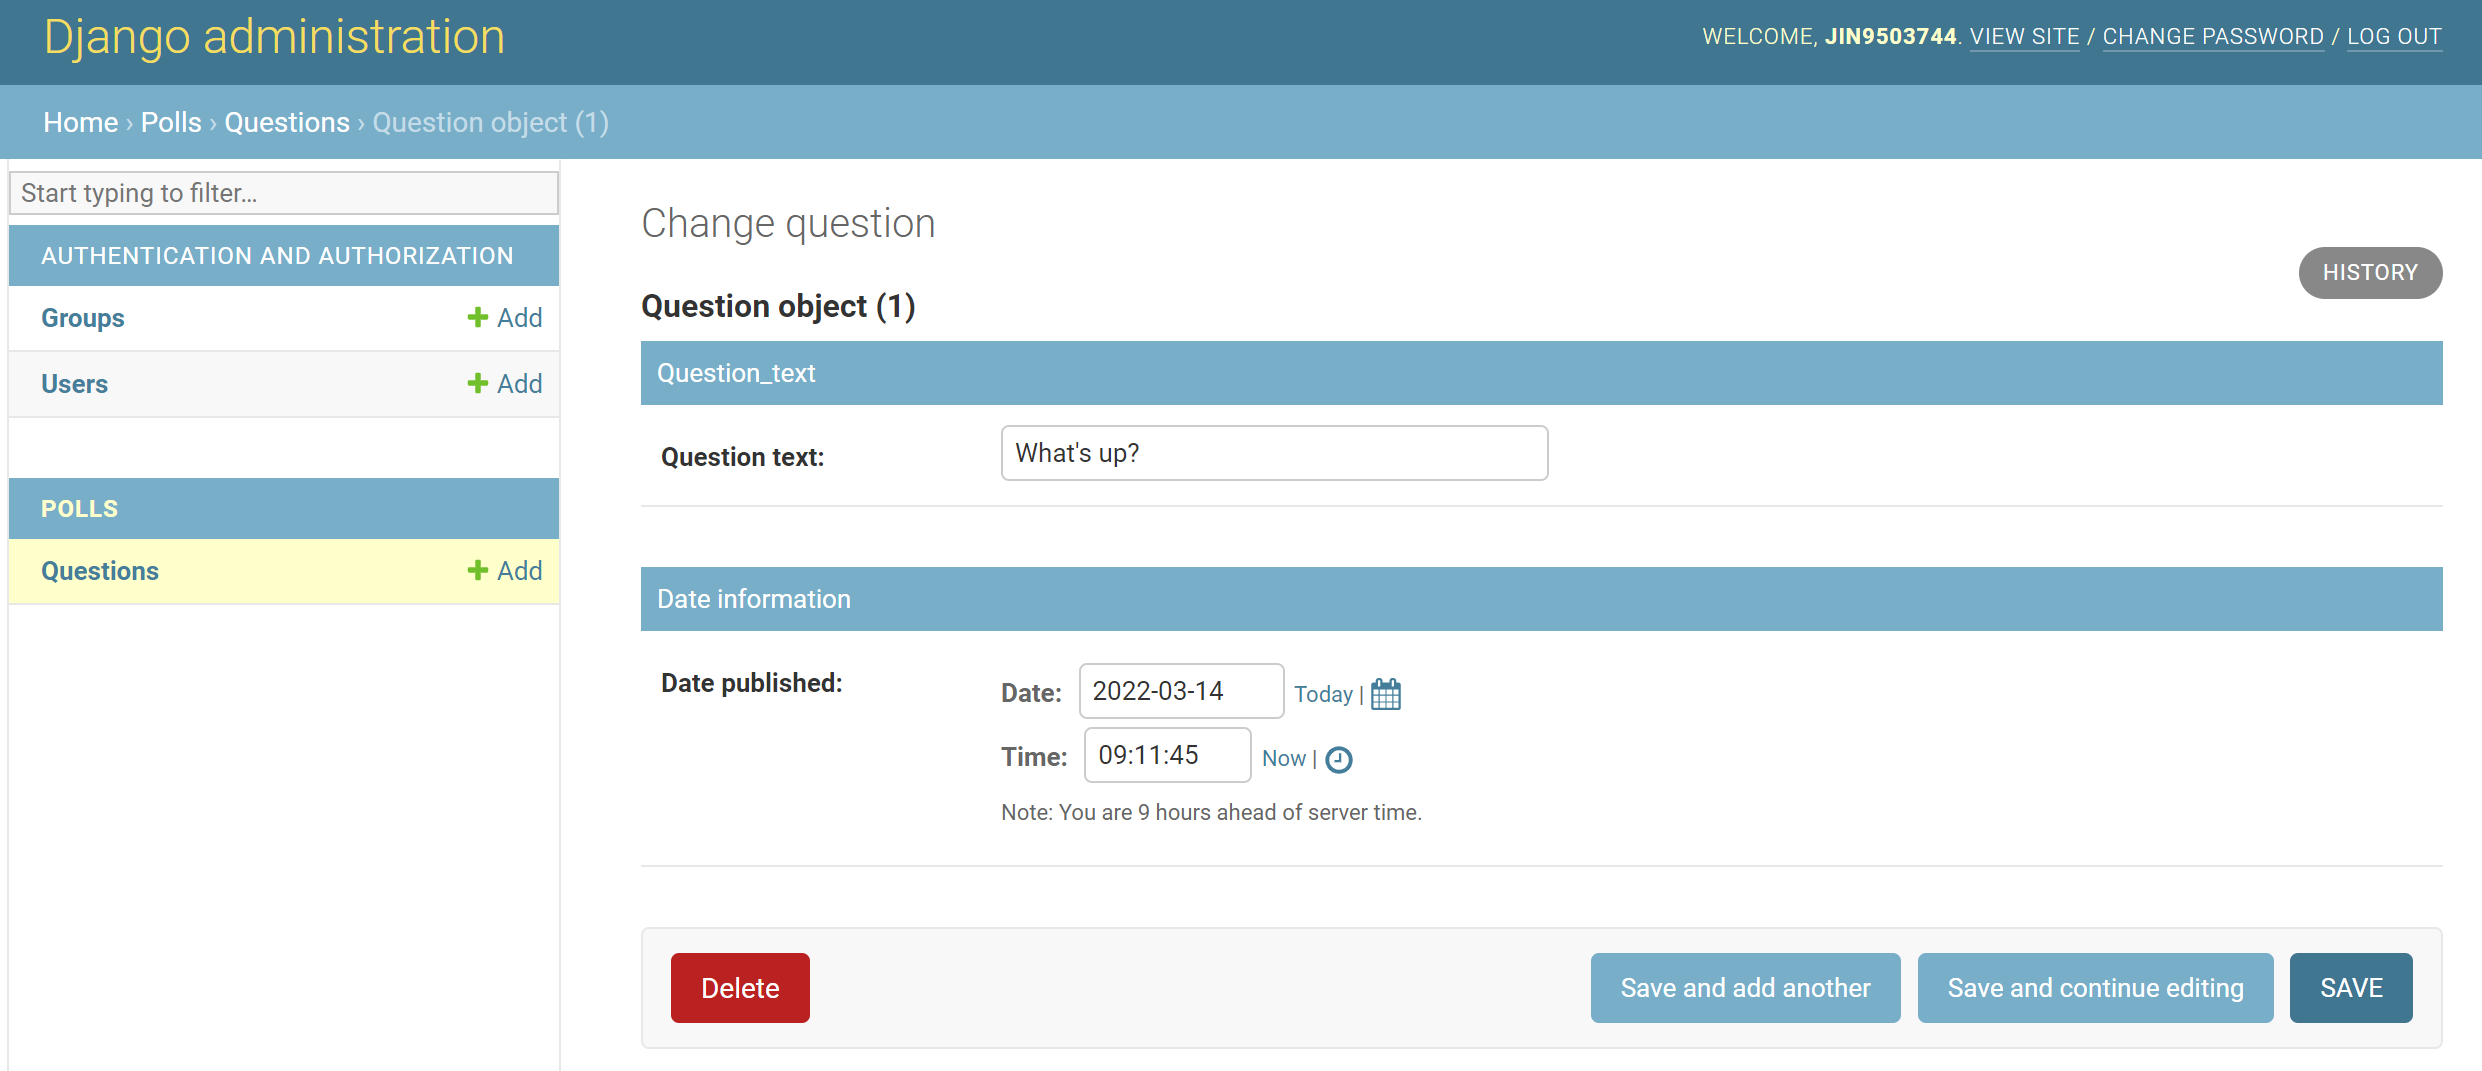 Django administration
WELCOME, JIN9503744. VIEW SITE / CHANGE PASSWORD / LOG OUT
Home › Polls › Questions › Question object (1)
Start typing to filter...
AUTHENTICATION AND AUTHORIZATION
Groups Add
Users Add
POLLS
Questions Add
Change question
HISTORY
Question object (1)
Question_text
Question text: What's up?
Date information
Date published: Date: 2022-03-14 Today |
Time: 09:11:45 Now |
Note: You are 9 hours ahead of server time.
Delete Save and add another Save and continue editing SAVE